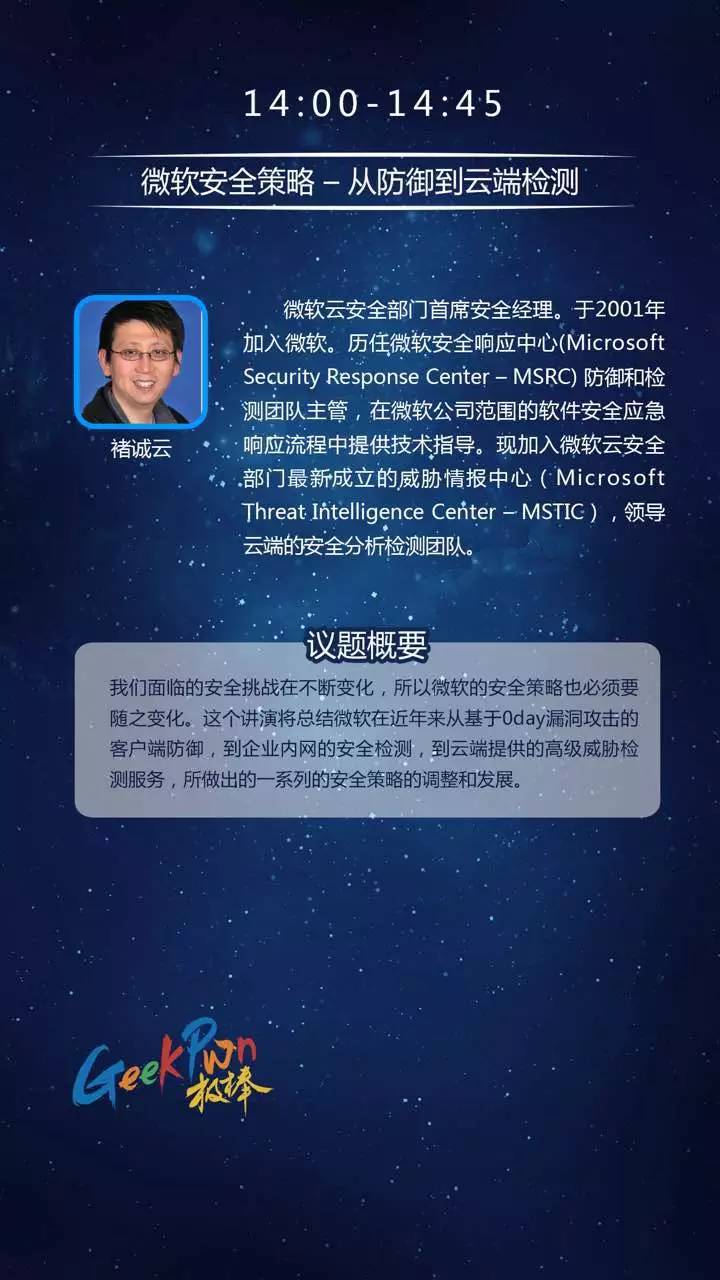 14:00-14:45
微软安全策略 – 从防御到云端检测
微软云安全部门首席安全经理。于2001年
加入微软。历任微软安全响应中心(Microsoft
Security Response Center – MSRC) 防御和检
测团队主管，在微软公司范围的软件安全应急
响应流程中提供技术指导。现加入微软云安全
部门最新成立的威胁情报中心（Microsoft
Threat Intelligence Center – MSTIC），领导
云端的安全分析检测团队。
褚诚云
议题概要
我们面临的安全挑战在不断变化，所以微软的安全策略也必须要
随之变化。这个讲演将总结微软在近年来从基于0day漏洞攻击的
客户端防御，到企业内网的安全检测，到云端提供的高级威胁检
测服务，所做出的一系列的安全策略的调整和发展。
GeekPwn
极棒